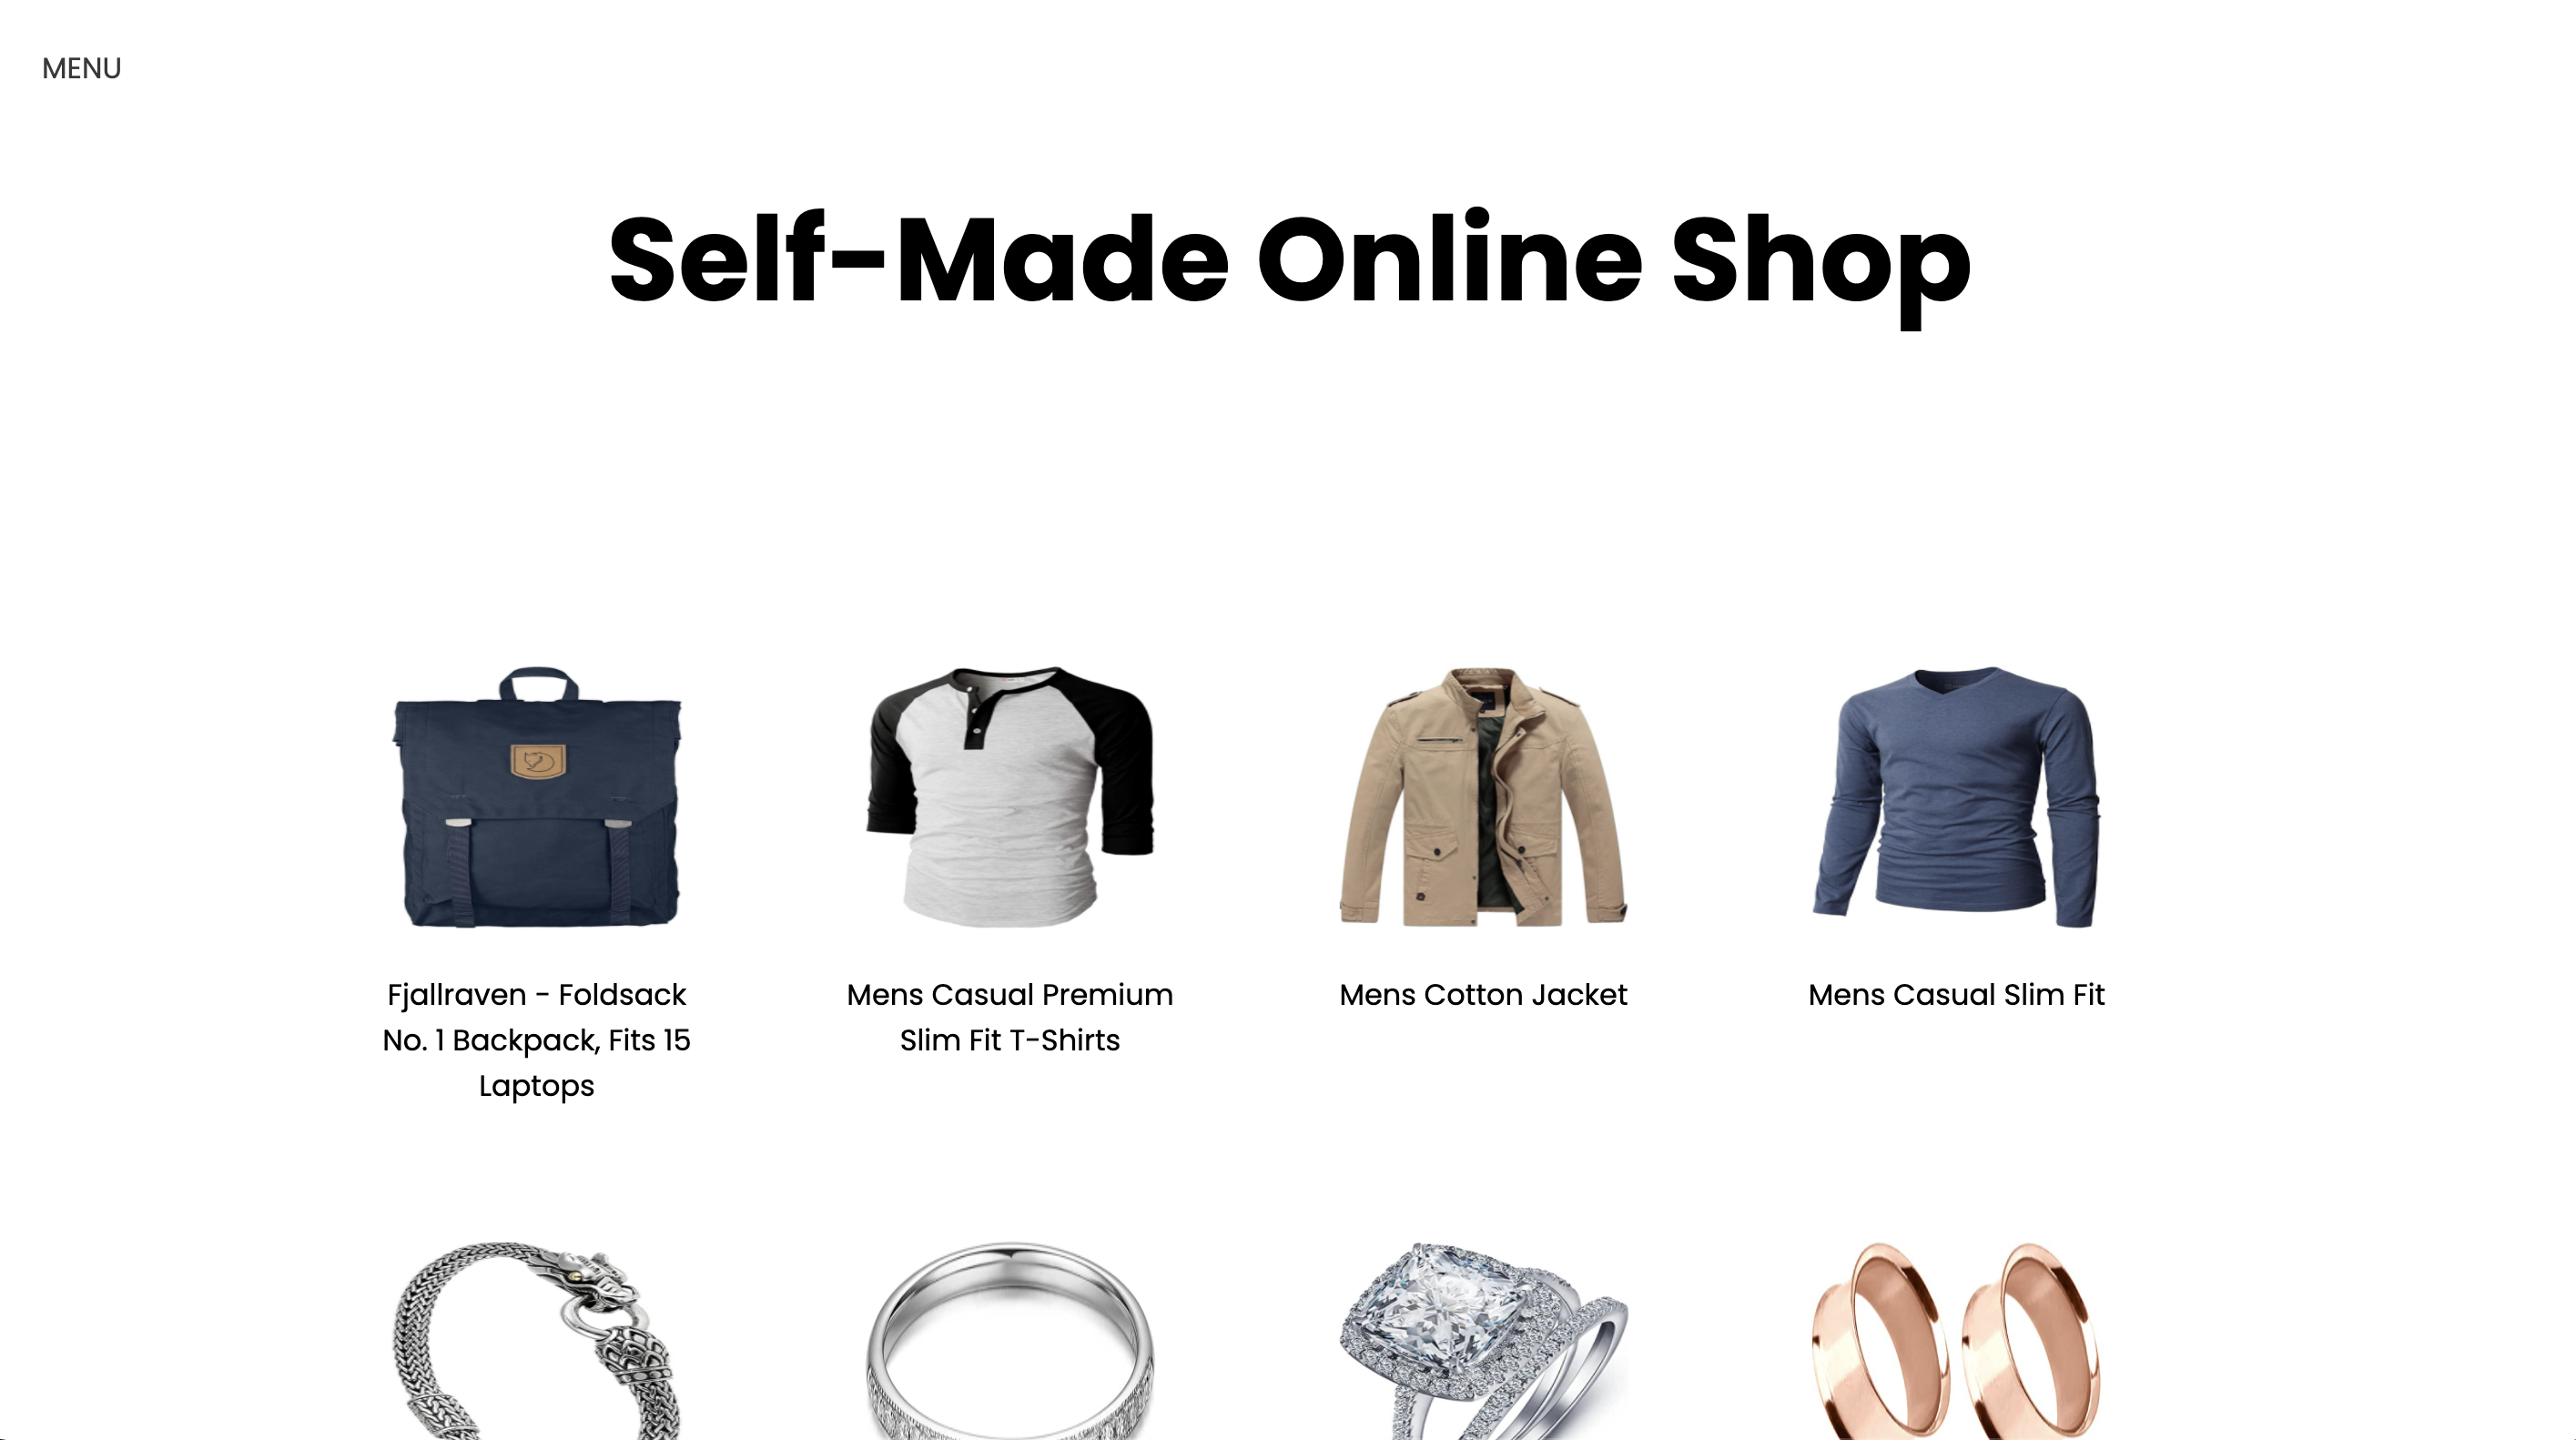 MENU
Self-Made Online Shop
Fjallraven - Foldsack
No. 1 Backpack, Fits 15
Laptops
Mens Casual Premium
Slim Fit T-Shirts
Mens Cotton Jacket
Mens Casual Slim Fit